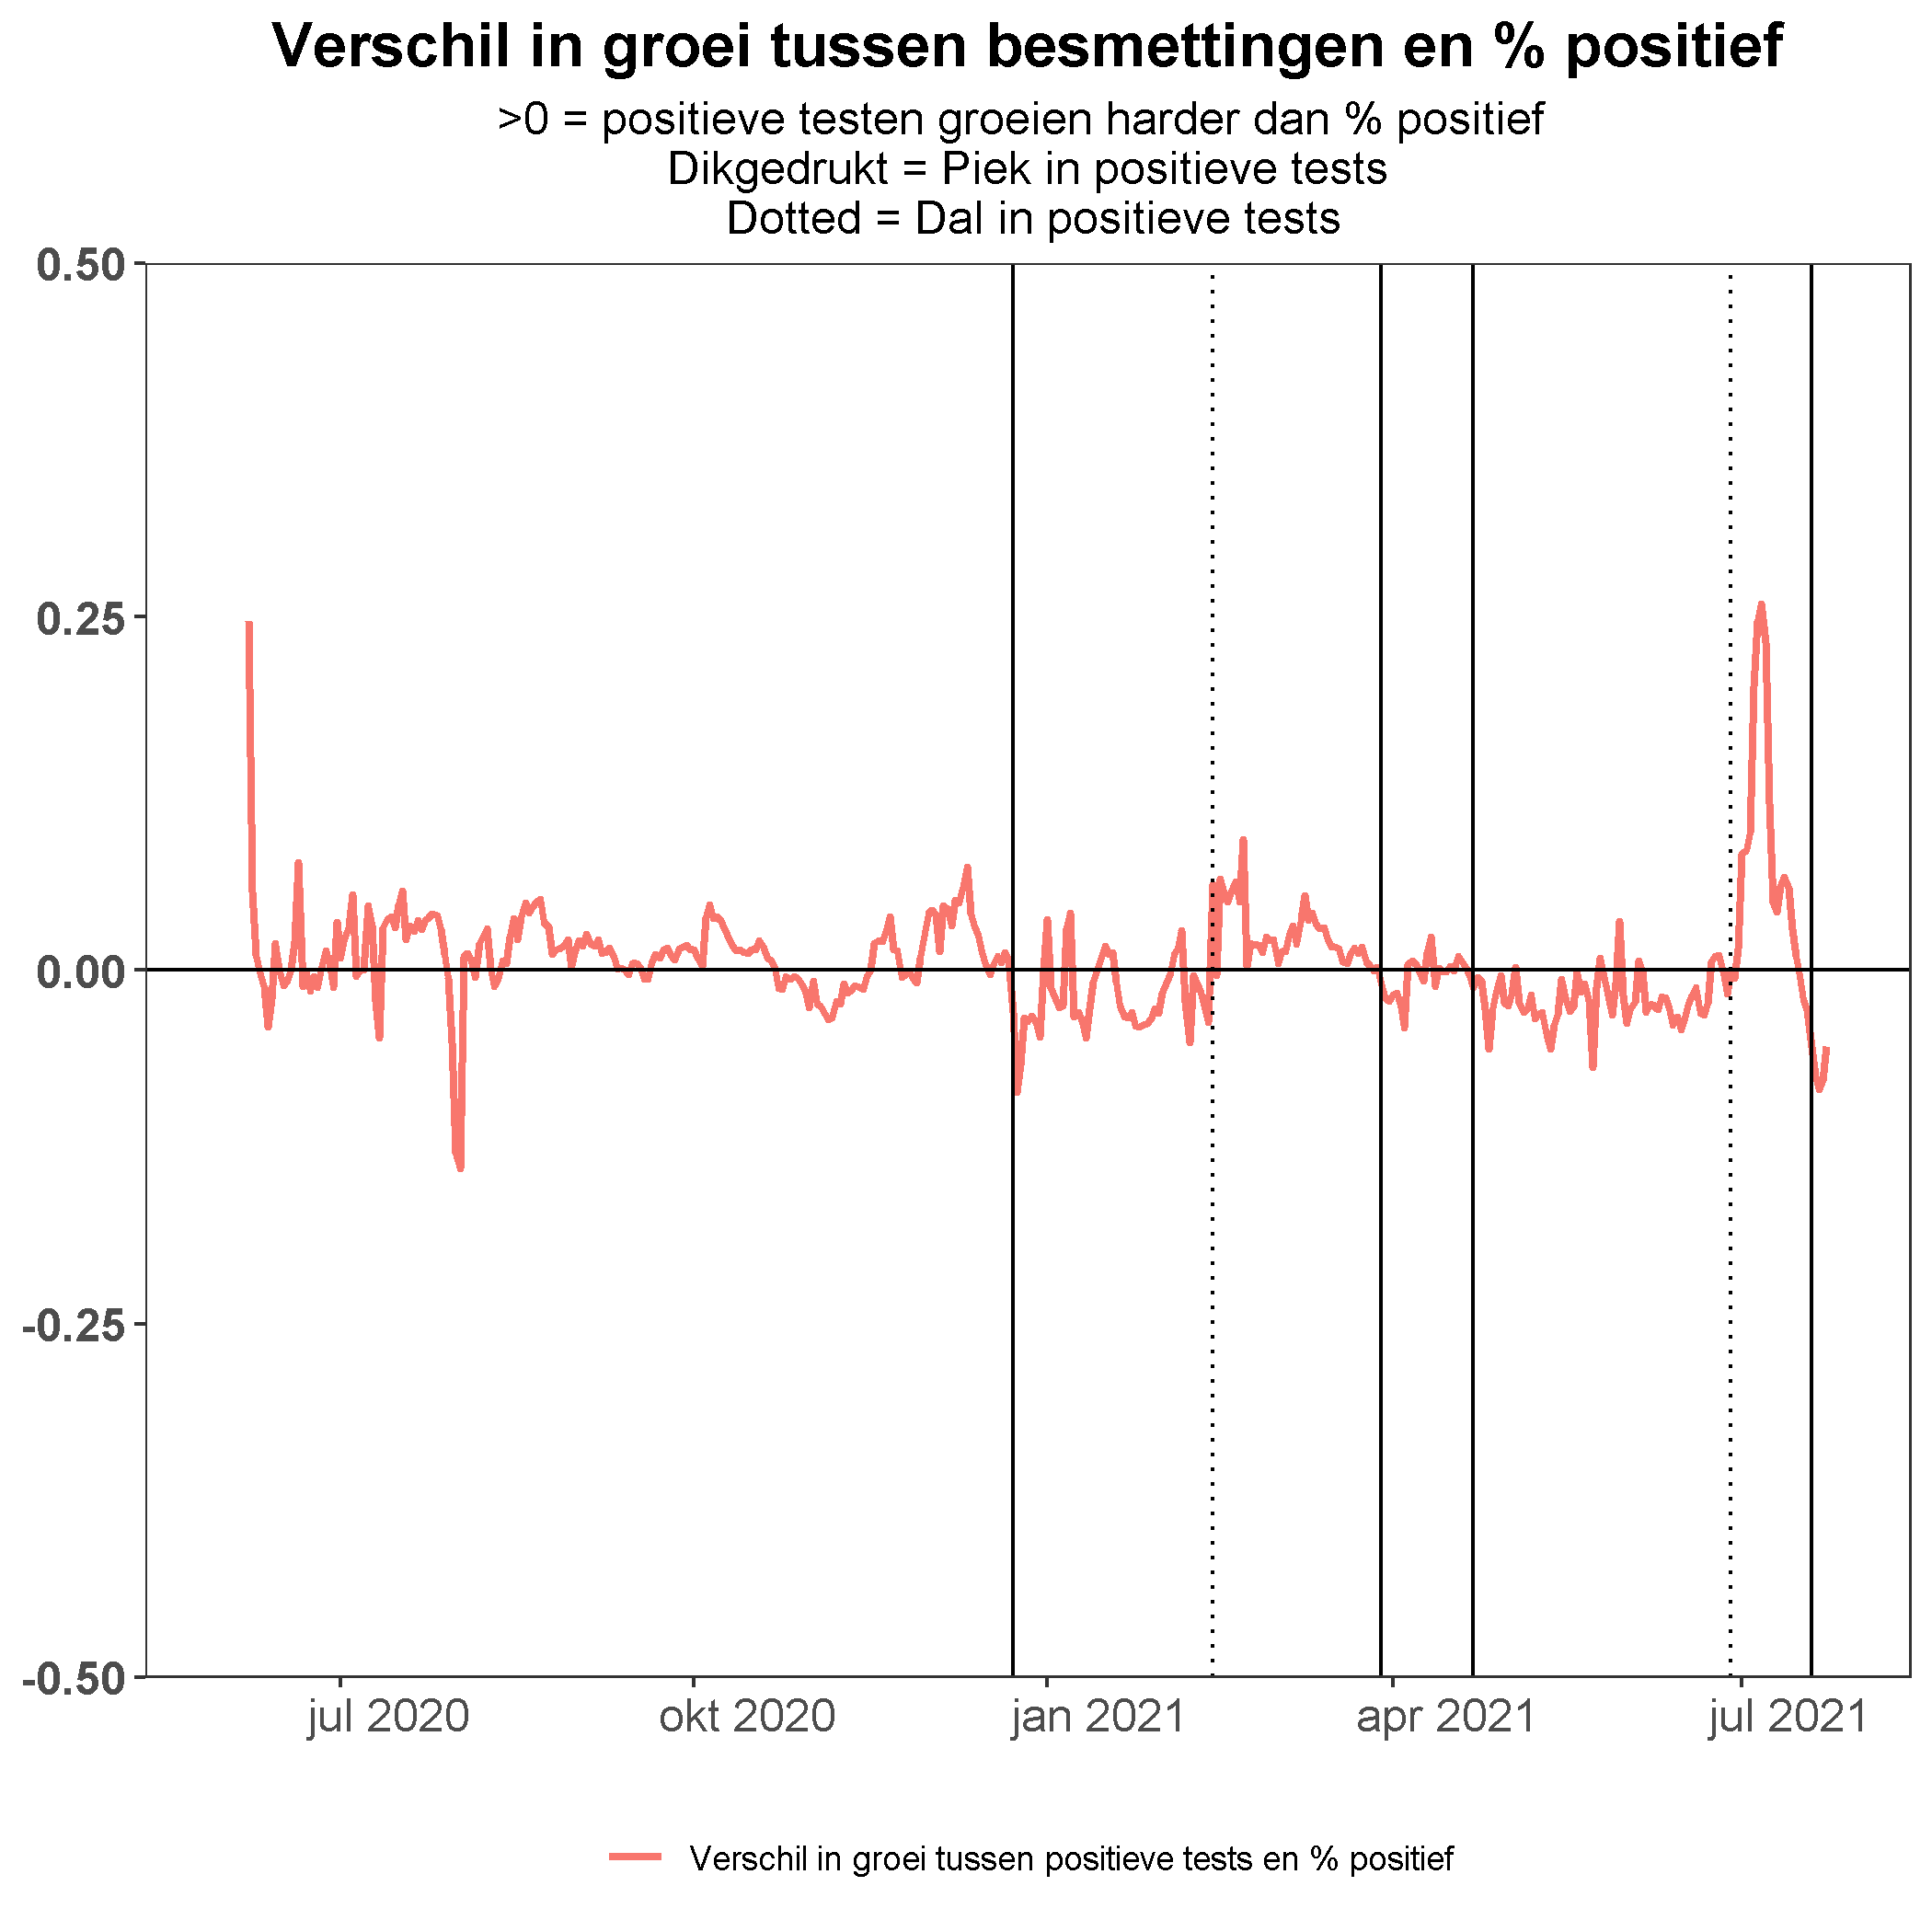 Verschil in groei tussen besmettingen en % positief
>0 = positieve testen groeien harder dan % positief
Dikgedrukt = Piek in positieve tests
Dotted = Dal in positieve tests
0.50
0.25
0.00
-0.25
-0.50
jul 2020
okt 2020
jan 2021
apr 2021
jul 2021
Verschil in groei tussen positieve tests en % positief